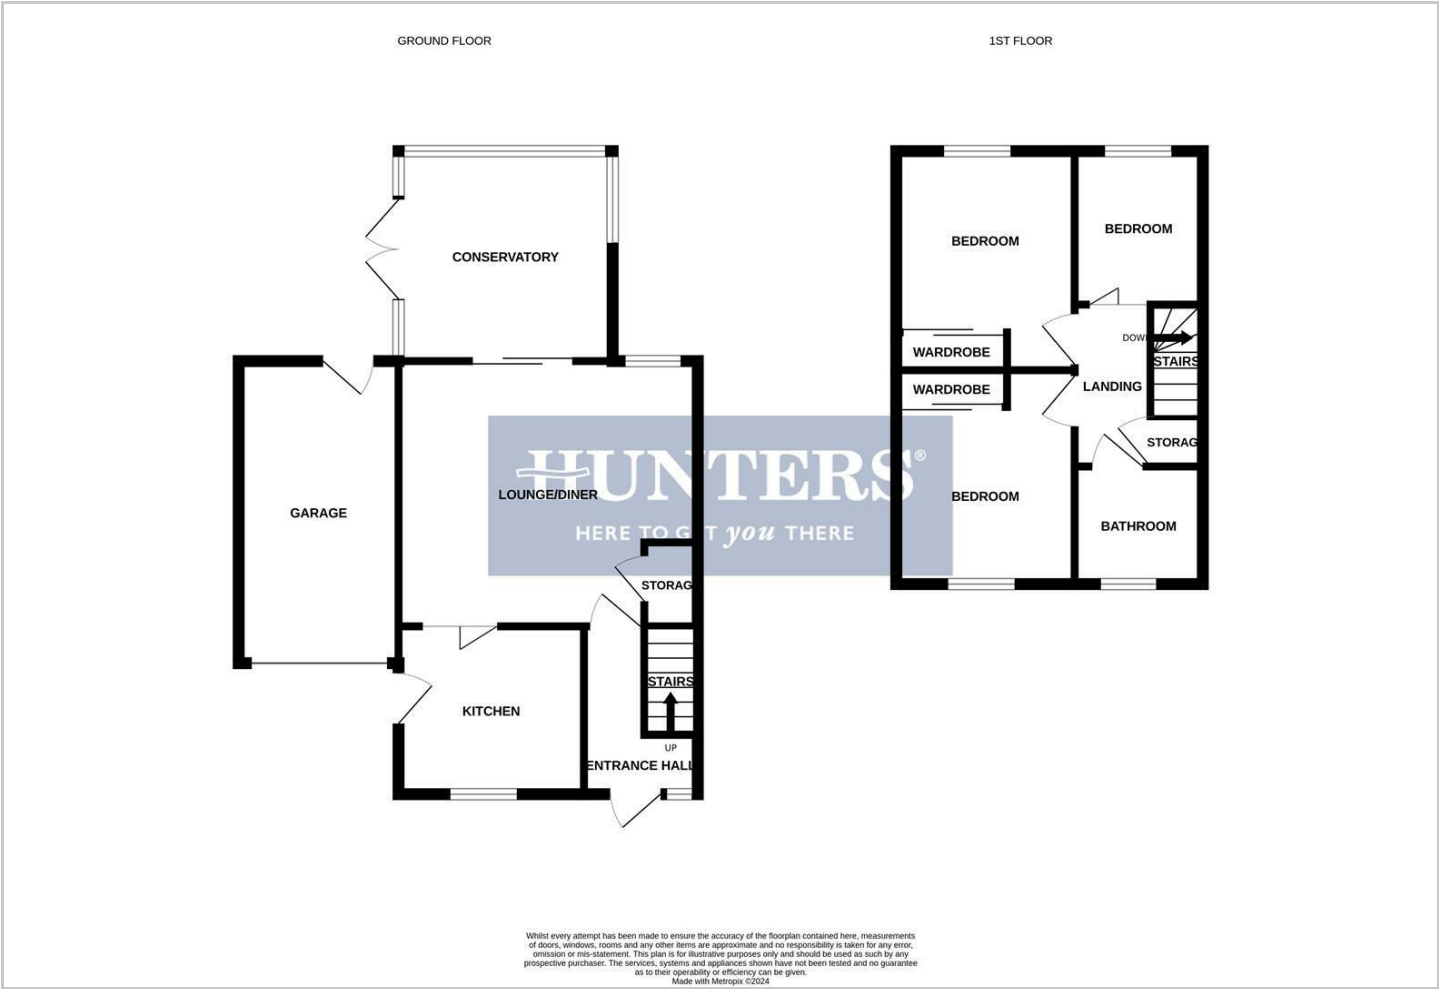 GROUND FLOOR
1ST FLOOR
CONSERVATORY
GARAGE
LOUNGE/DINER
STORAG
KITCHEN
STAIRS
UP
ENTRANCE HALL
BEDROOM
BEDROOM
WARDROBE
WARDROBE
DOWN
STAIRS
LANDING
STORAG
BEDROOM
BATHROOM
HUNTERS®
HERE TO GET you THERE
Whilst every attempt has been made to ensure the accuracy of the floorplan contained here, measurements
of doors, windows, rooms and any other items are approximate and no responsibility is taken for any error,
omission or mis-statement. This plan is for illustrative purposes only and should be used as such by any
prospective purchaser. The services, systems and appliances shown have not been tested and no guarantee
as to their operability or efficiency can be given.
Made with Metropix ©2024